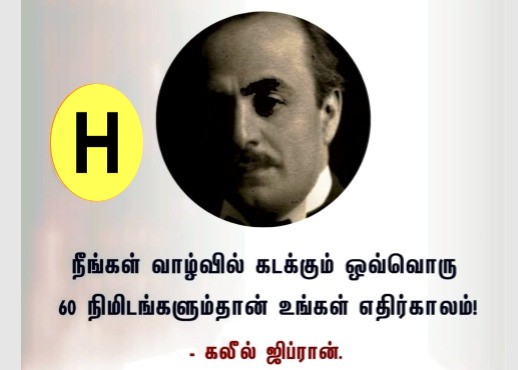 H
நீங்கள் வாழ்வில் கடக்கும் ஒவ்வொரு
60 நிமிடங்களும்தான் உங்கள் எதிர்காலம்!
- கலீல் ஜிப்ரான்.